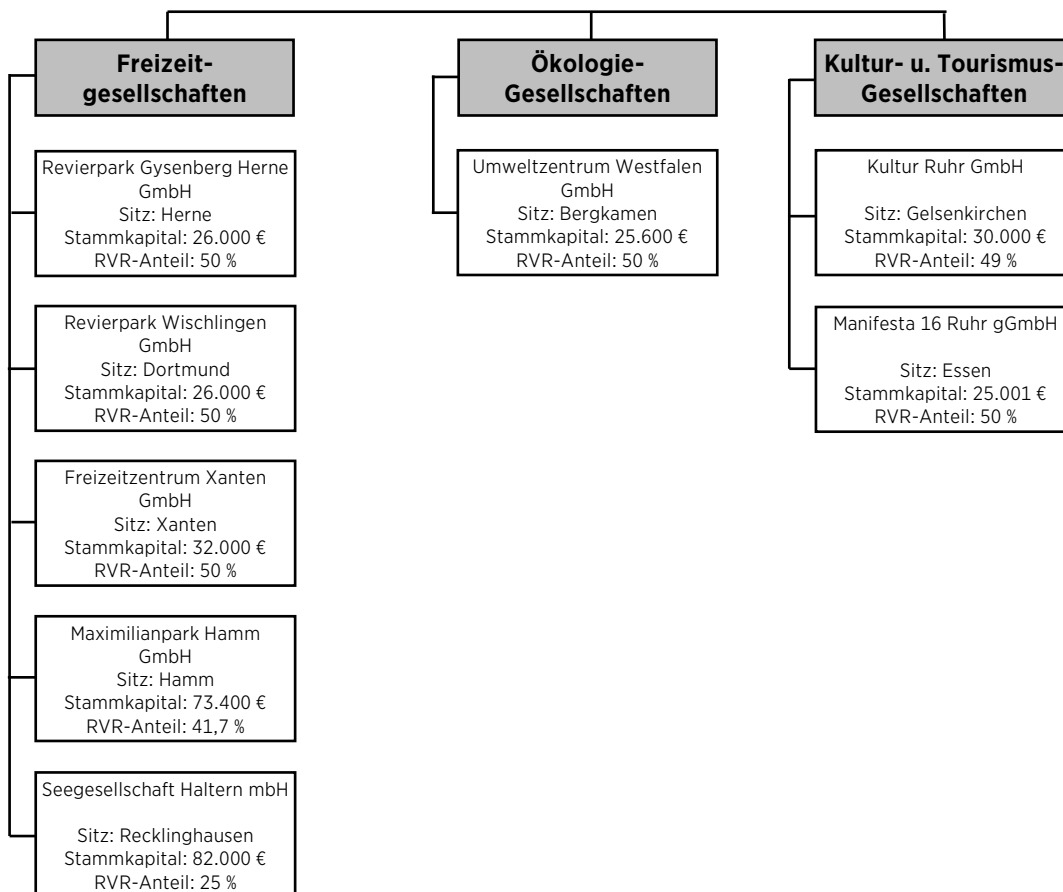 Freizeit-
gesellschaften
Revierpark Gysenberg Herne
GmbH
Sitz: Herne
Stammkapital: 26.000 €
RVR-Anteil: 50 %
Revierpark Wischlingen
GmbH
Sitz: Dortmund
Stammkapital: 26.000 €
RVR-Anteil: 50 %
Freizeitzentrum Xanten
GmbH
Sitz: Xanten
Stammkapital: 32.000 €
RVR-Anteil: 50 %
Maximilianpark Hamm
GmbH
Sitz: Hamm
Stammkapital: 73.400 €
RVR-Anteil: 41,7 %
Seegesellschaft Haltern mbH
Sitz: Recklinghausen
Stammkapital: 82.000 €
RVR-Anteil: 25 %
Ökologie-
Gesellschaften
Umweltzentrum Westfalen
GmbH
Sitz: Bergkamen
Stammkapital: 25.600 €
RVR-Anteil: 50 %
Kultur- u. Tourismus-
Gesellschaften
Kultur Ruhr GmbH
Sitz: Gelsenkirchen
Stammkapital: 30.000 €
RVR-Anteil: 49 %
Manifesta 16 Ruhr gGmbH
Sitz: Essen
Stammkapital: 25.001 €
RVR-Anteil: 50 %